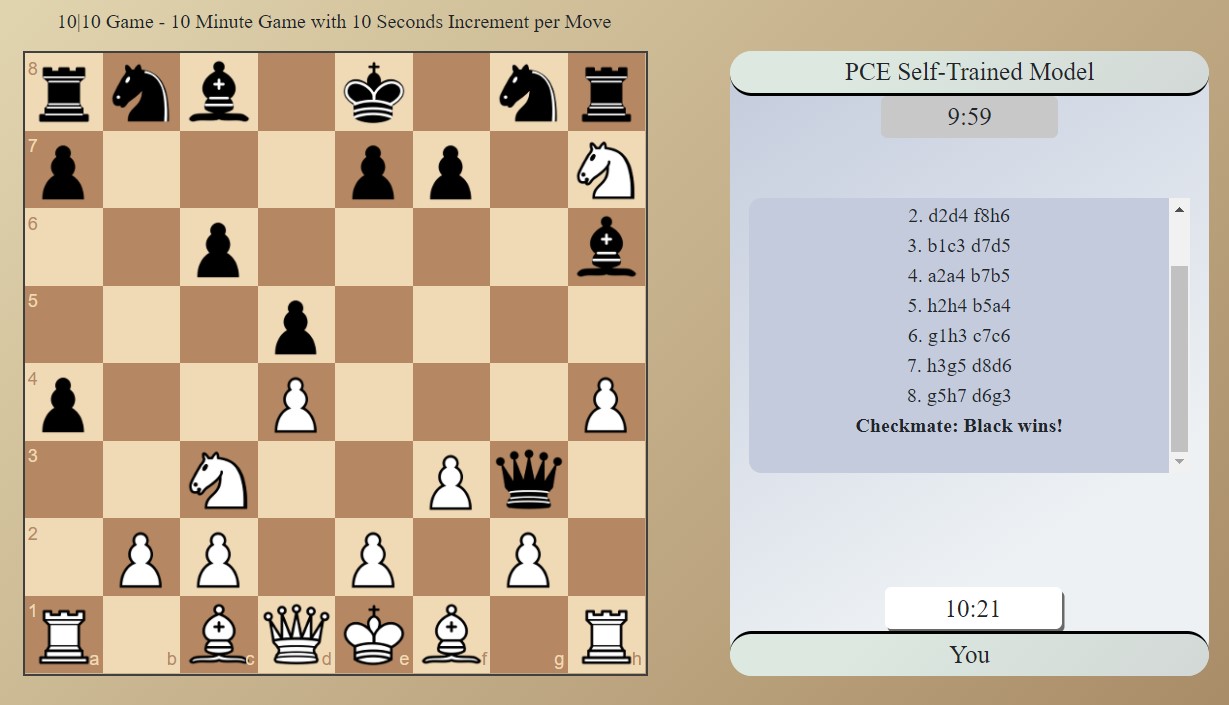 10|10 Game - 10 Minute Game with 10 Seconds Increment per Move
8
7
6
5
4
3
2
1
a b c d e f g h
PCE Self-Trained Model
9:59
2. d2d4 f8h6
3. b1c3 d7d5
4. a2a4 b7b5
5. h2h4 b5a4
6. g1h3 c7c6
7. h3g5 d8d6
8. g5h7 d6g3
Checkmate: Black wins!
10:21
You